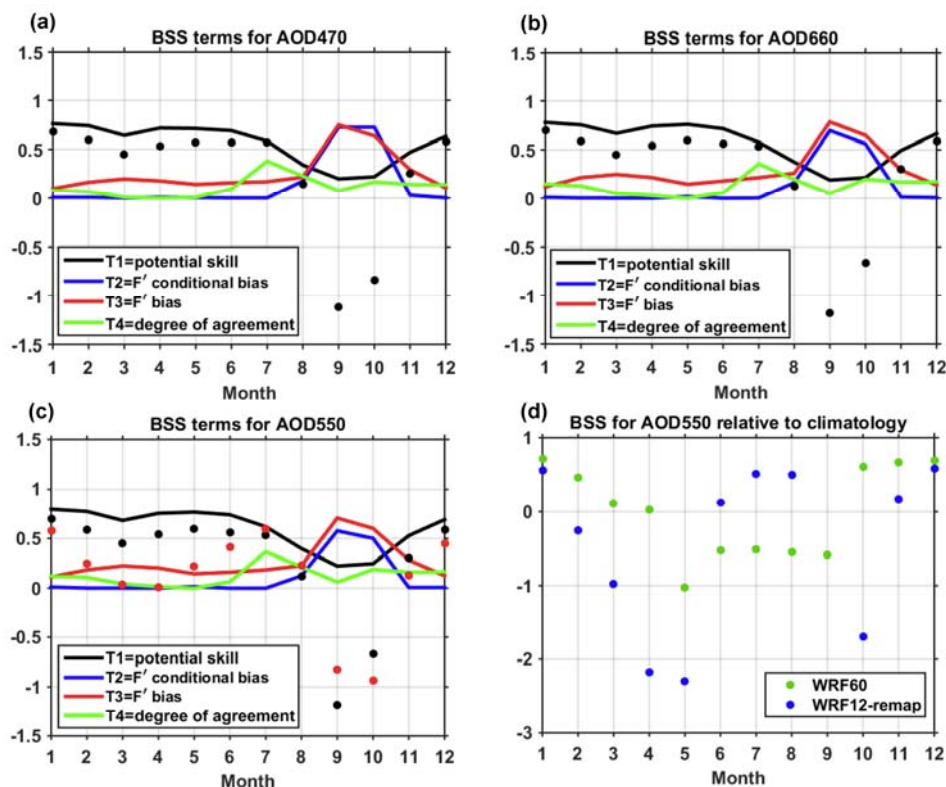 (a)
BSS terms for AOD470
1.5
1
0.5
0
-0.5
-1
-1.5
T1=potential skill
T2=F′ conditional bias
T3=F′ bias
T4=degree of agreement
1 2 3 4 5 6 7 8 9 10 11 12
Month
(b)
BSS terms for AOD660
1.5
1
0.5
0
-0.5
-1
-1.5
T1=potential skill
T2=F′ conditional bias
T3=F′ bias
T4=degree of agreement
1 2 3 4 5 6 7 8 9 10 11 12
Month
(c)
BSS terms for AOD550
1.5
1
0.5
0
-0.5
-1
-1.5
T1=potential skill
T2=F′ conditional bias
T3=F′ bias
T4=degree of agreement
1 2 3 4 5 6 7 8 9 10 11 12
Month
(d)
BSS for AOD550 relative to climatology
1
0
-1
-2
-3
WRF60
WRF12-remap
1 2 3 4 5 6 7 8 9 10 11 12
Month